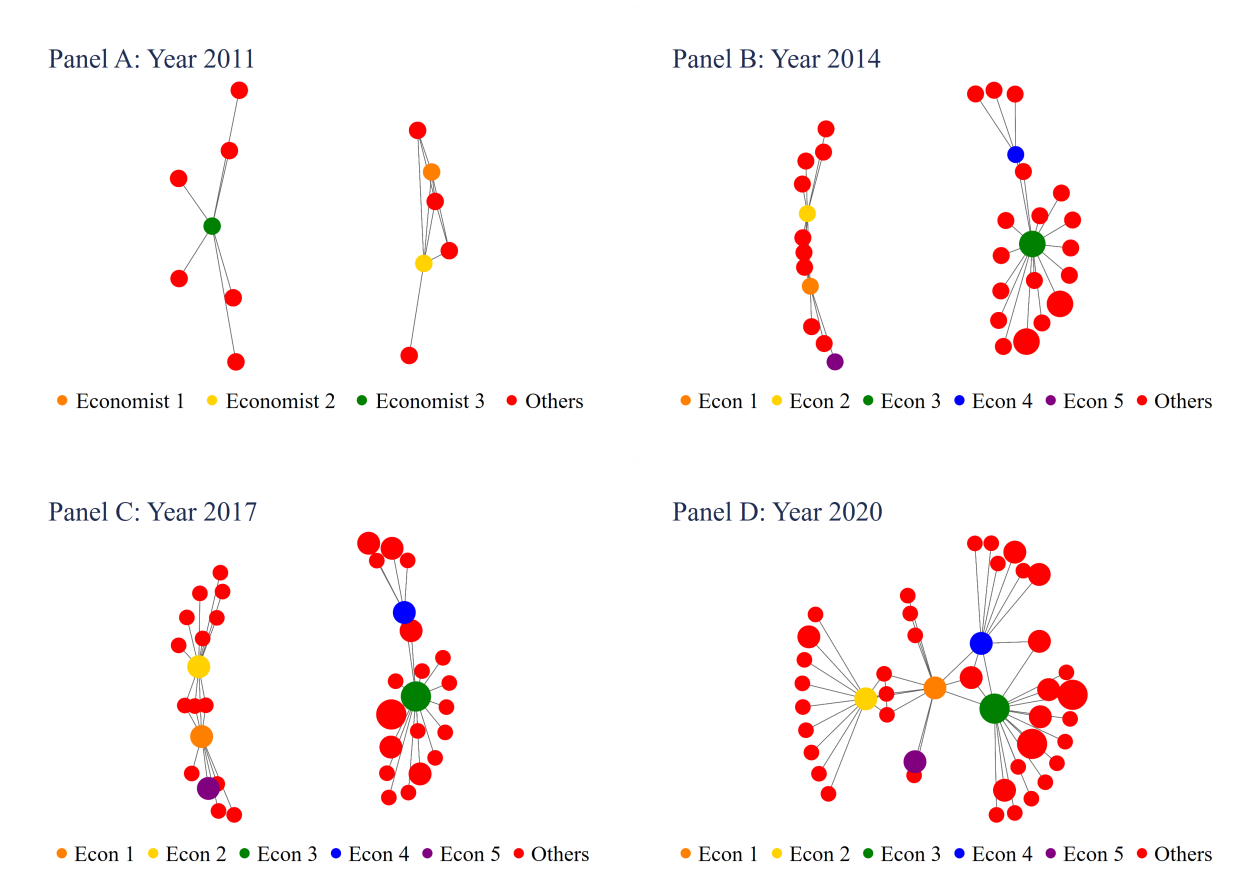 Panel A: Year 2011
Economist 1 Economist 2 Economist 3 Others
Panel B: Year 2014
Econ 1 Econ 2 Econ 3 Econ 4 Econ 5 Others
Panel C: Year 2017
Econ 1 Econ 2 Econ 3 Econ 4 Econ 5 Others
Panel D: Year 2020
Econ 1 Econ 2 Econ 3 Econ 4 Econ 5 Others